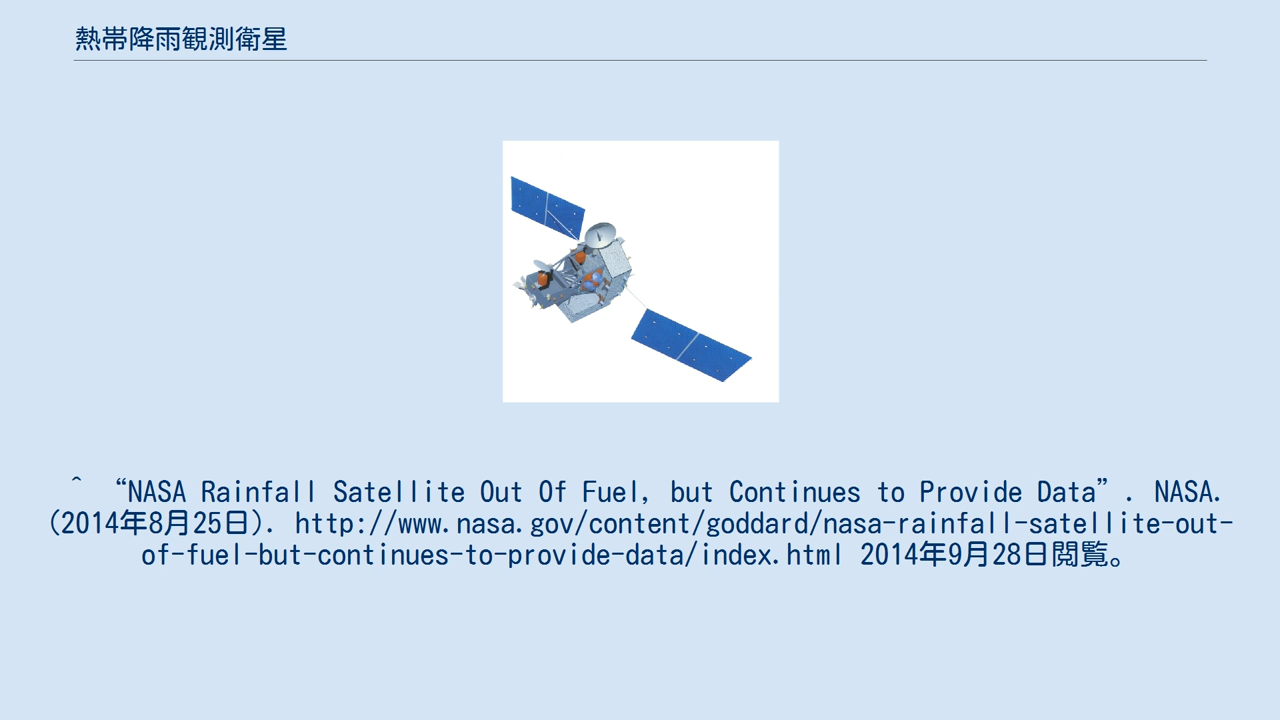 熱帯降雨観測衛星
^ “NASA Rainfall Satellite Out Of Fuel, but Continues to Provide Data”. NASA.
(2014年8月25日). http://www.nasa.gov/content/goddard/nasa-rainfall-satellite-out-
of-fuel-but-continues-to-provide-data/index.html 2014年9月28日閲覧。